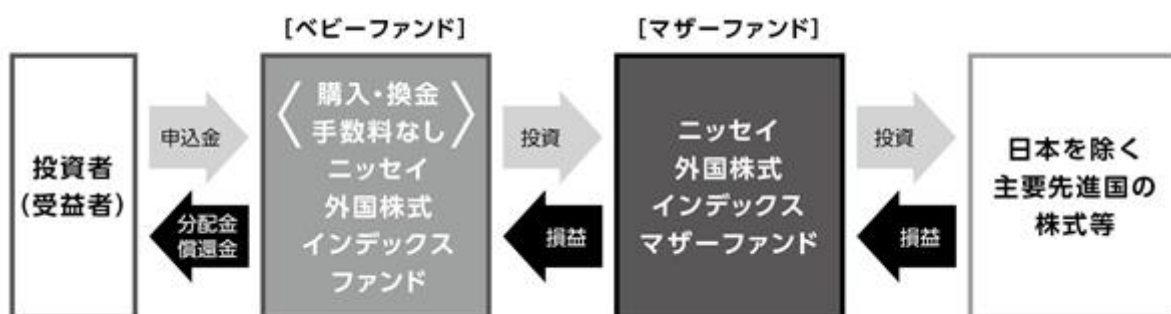 [ベビーファンド]
[マザーファンド]
投資者
(受益者)
申込金
分配金
償還金
〈購入・換金
手数料なし〉
ニッセイ
外国株式
インデックス
ファンド
投資
損益
ニッセイ
外国株式
インデックス
マザーファンド
投資
損益
日本を除く
主要先進国の
株式等